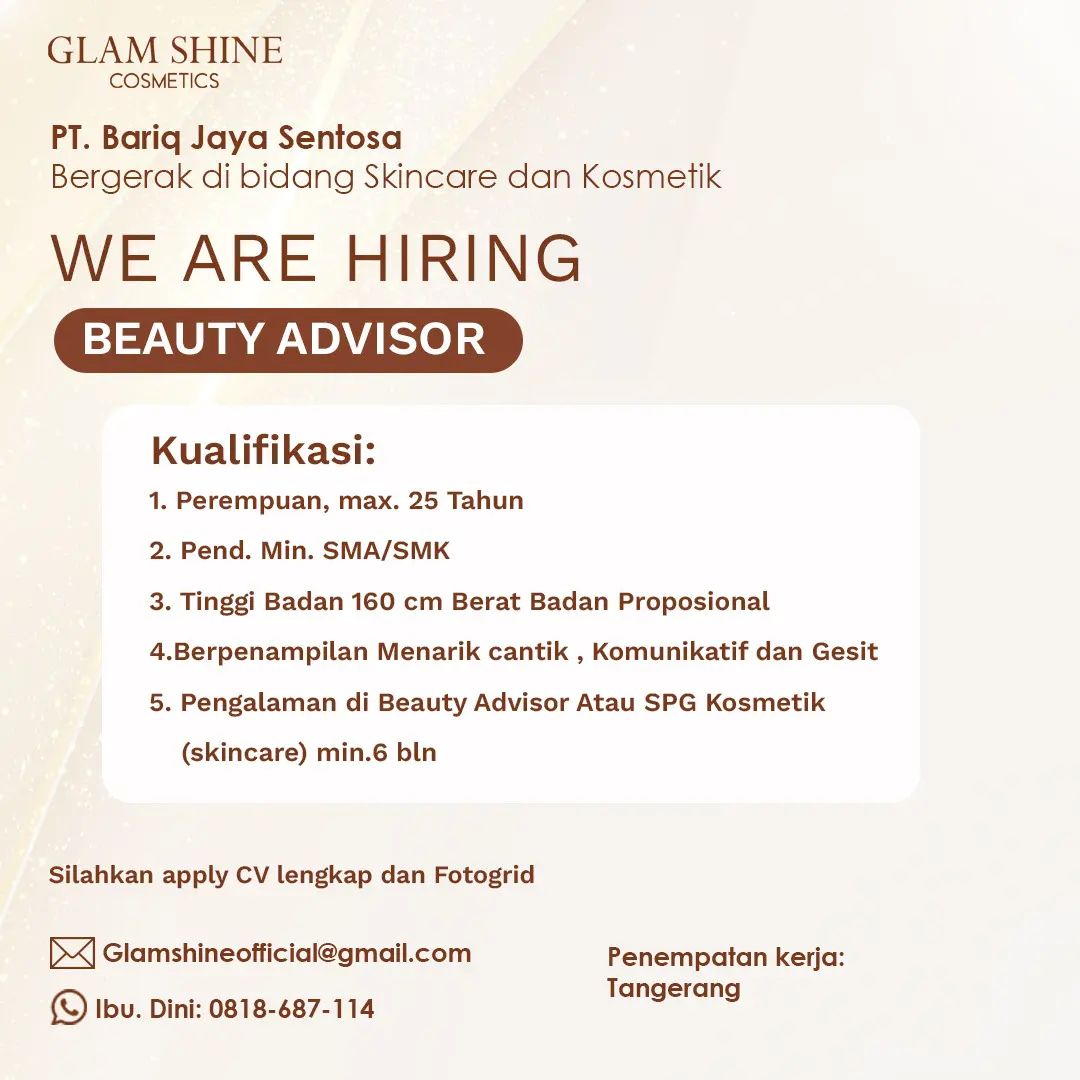 GLAM SHINE
COSMETICS
PT. Bariq Jaya Sentosa
Bergerak di bidang Skincare dan Kosmetik
WE ARE HIRING
BEAUTY ADVISOR
Kualifikasi:
1. Perempuan, max. 25 Tahun
2. Pend. Min. SMA/SMK
3. Tinggi Badan 160 cm Berat Badan Proposional
4.Berpenampilan Menarik cantik , Komunikatif dan Gesit
5. Pengalaman di Beauty Advisor Atau SPG Kosmetik
(skincare) min.6 bln
Silahkan apply CV lengkap dan Fotogrid
Glamshineofficial@gmail.com
Ibu. Dini: 0818-687-114
Penempatan kerja:
Tangerang